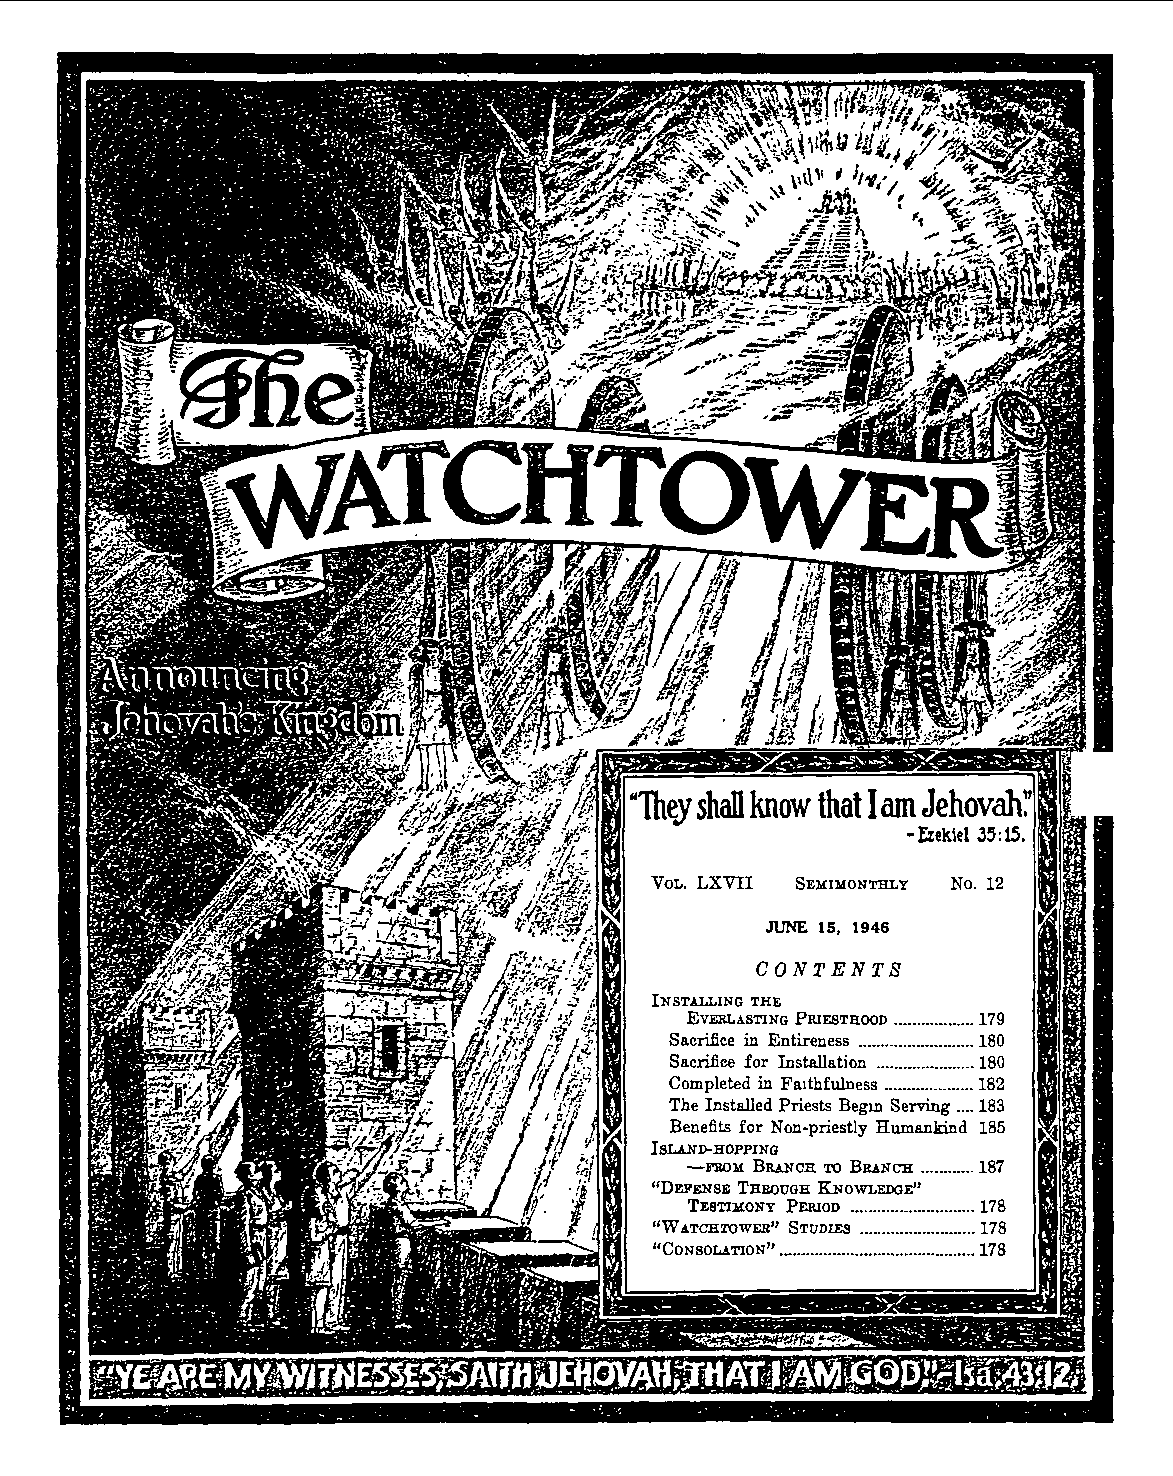 The
WATCHTOWER
Announcing
Jehovah's Kingdom
"They shall know that I am Jehovah."
-Ezekiel 35:15.
VOL. LXVII SEMIMONTHLY No. 12
JUNE 15, 1946
CONTENTS
INSTALLING THE
EVERLASTING PRIESTHOOD .................. 179
Sacrifice in Entireness .......................... 180
Sacrifice for Installation ...................... 180
Completed in Faithfulness .................... 182
The Installed Priests Begin Serving .... 183
Benefits for Non-priestly Humankind 185
ISLAND-HOPPING
—FROM BRANCH TO BRANCH ............ 187
"DEFENSE THROUGH KNOWLEDGE"
TESTIMONY PERIOD ............................ 178
"WATCHTOWER" STUDIES .......................... 178
"CONSOLATION" ............................................ 178
"YE ARE MY WITNESSES, SAITH JEHOVAH, THAT I AM GOD."-Isa. 43:12.